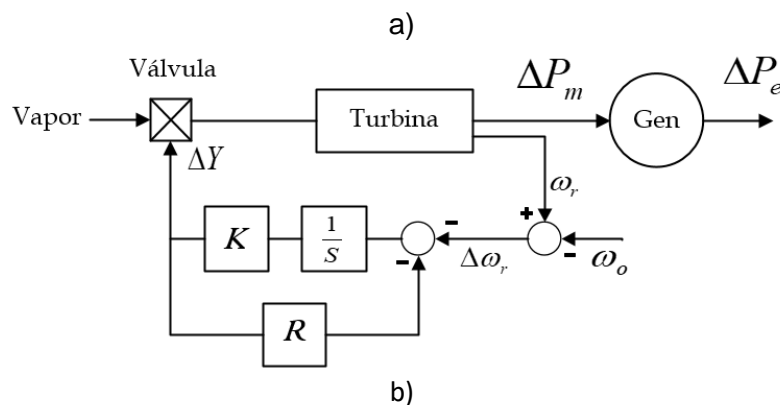 a)
Válvula
Vapor
ΔY
Turbina
ΔP_m
Gen
ΔP_e
ω_r
K
1/S
-
+
-
-
Δω_r
ω_o
R
b)